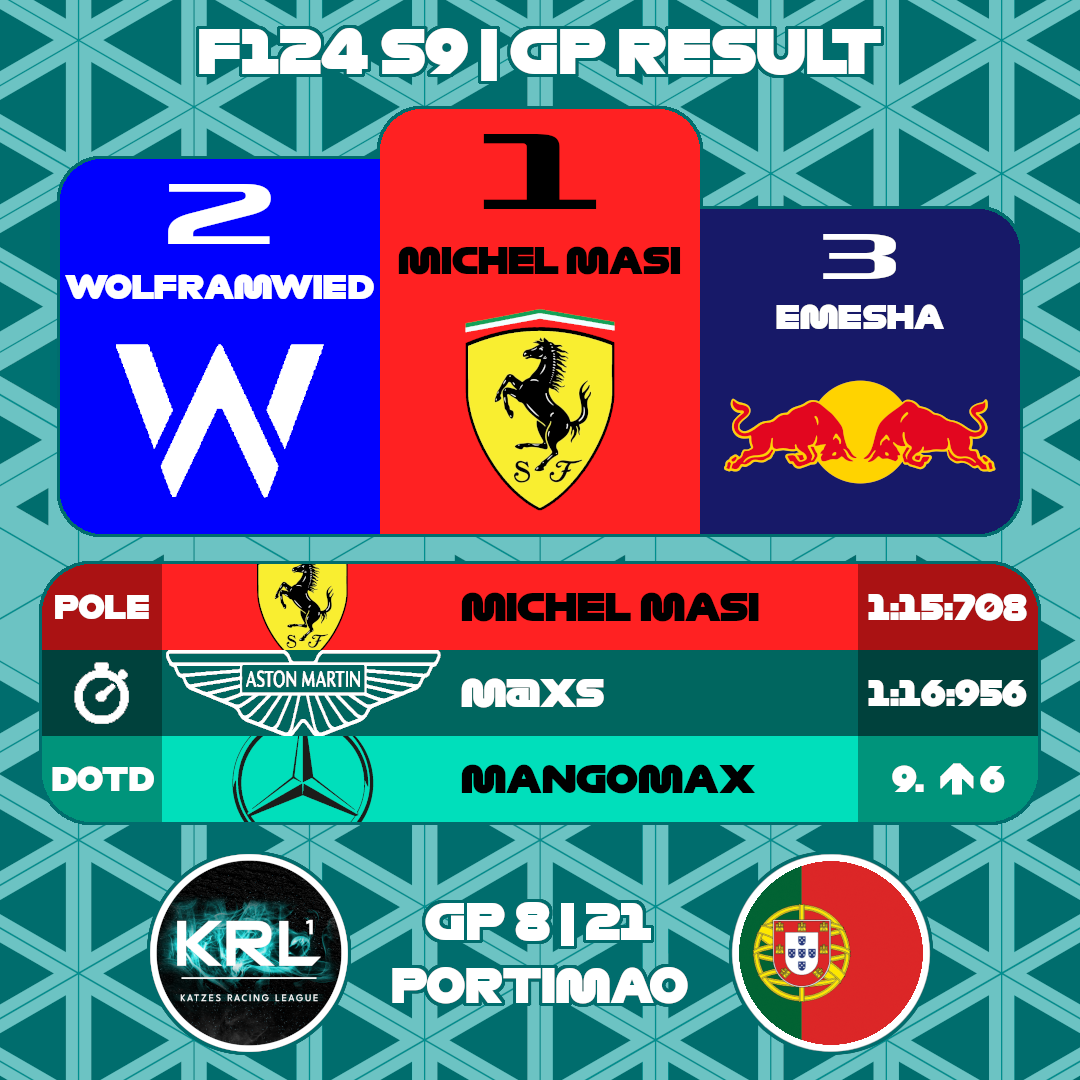 F124 S9 | GP RESULT
1
MICHEL MASI
S F
2
WOLFRAMWIED
W
3
EMESHA
POLE
S F
MICHEL MASI
1:15:708
ASTON MARTIN
maxs
1:16:956
DOTD
MANGOMAX
9. ↑6
KRL1
KATZES RACING LEAGUE
GP 8 | 21
PORTIMAO